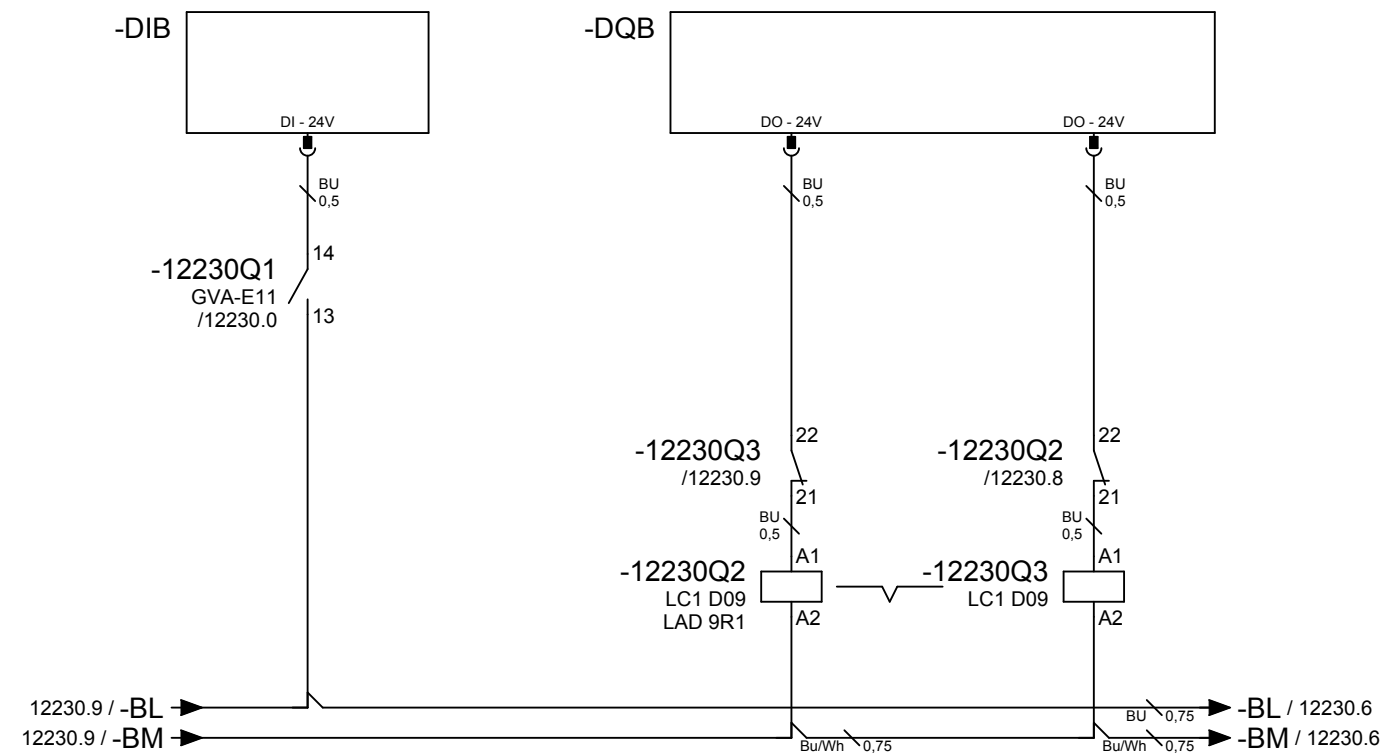 -DIB
DI - 24V
-DQB
DO - 24V
DO - 24V
BU
0,5
BU
0,5
BU
0,5
14
-12230Q1
GVA-E11
/12230.0
13
22
-12230Q3
/12230.9
21
22
-12230Q2
/12230.8
21
BU
0,5
BU
0,5
A1
-12230Q2
LC1 D09
LAD 9R1
A2
A1
-12230Q3
LC1 D09
A2
12230.9 / -BL
BU 0,75
-BL / 12230.6
12230.9 / -BM
Bu/Wh 0,75
Bu/Wh 0,75
-BM / 12230.6